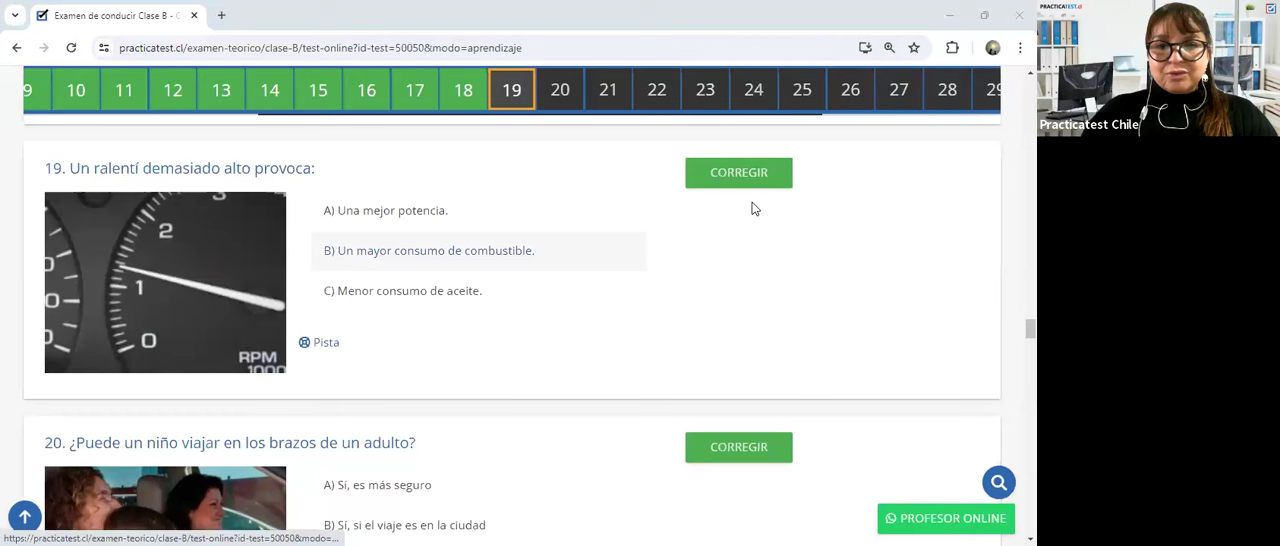 Examen de conducir Clase B - C
practicatest.cl/examen-teorico/clase-B/test-online?id-test=50050&modo=aprendizaje
9 10 11 12 13 14 15 16 17 18 19 20 21 22 23 24 25 26 27 28 29
19. Un ralentí demasiado alto provoca:
CORREGIR
A) Una mejor potencia.
B) Un mayor consumo de combustible.
C) Menor consumo de aceite.
Pista
3
2
1
0
RPM
1000
20. ¿Puede un niño viajar en los brazos de un adulto?
CORREGIR
A) Sí, es más seguro
B) Sí, si el viaje es en la ciudad
PROFESOR ONLINE
https://practicatest.cl/examen-teorico/clase-B/test-online?id-test=50050&modo=...
PRACTICATEST.cl
Practicatest Chile